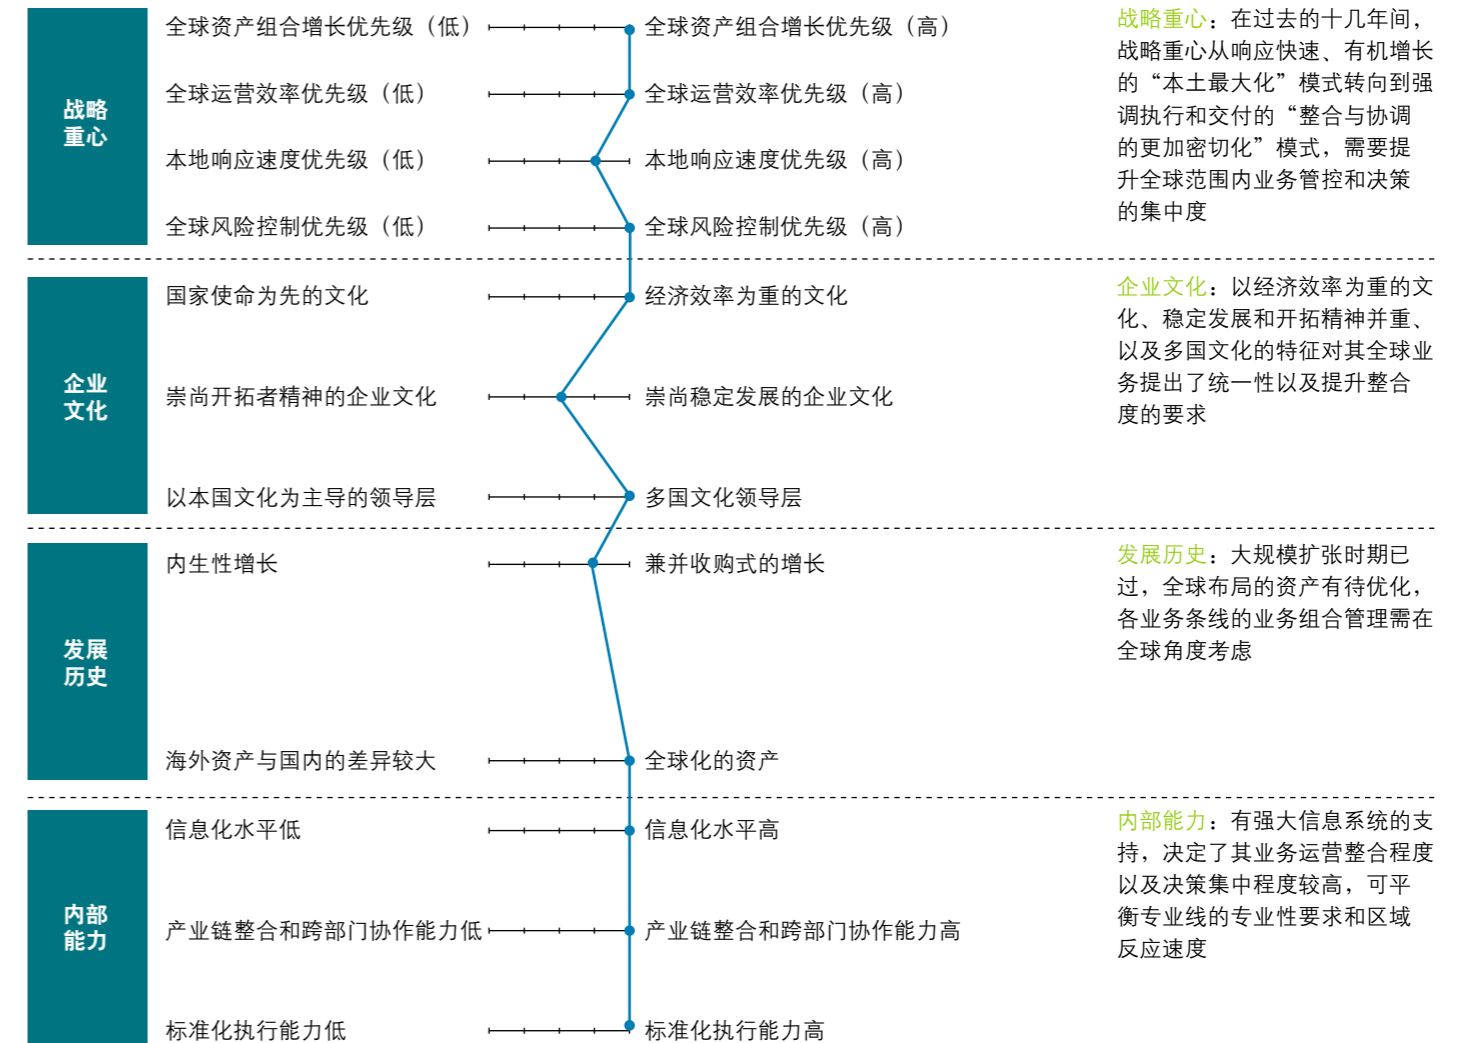 战略
重心
全球资产组合增长优先级（低）
全球资产组合增长优先级（高）
全球运营效率优先级（低）
全球运营效率优先级（高）
本地响应速度优先级（低）
本地响应速度优先级（高）
全球风险控制优先级（低）
全球风险控制优先级（高）
战略重心：在过去的十几年间，
战略重心从响应快速、有机增长
的“本土最大化”模式转向到强
调执行和交付的“整合与协调
的更加密切化”模式，需要提
升全球范围内业务管控和决策
的集中度
企业
文化
国家使命为先的文化
经济效率为重的文化
崇尚开拓者精神的企业文化
崇尚稳定发展的企业文化
以本国文化为主导的领导层
多国文化领导层
企业文化：以经济效率为重的文
化、稳定发展和开拓精神并重、
以及多国文化的特征对其全球业
务提出了统一性以及提升整合
度的要求
发展
历史
内生性增长
兼并收购式的增长
海外资产与国内的差异较大
全球化的资产
发展历史：大规模扩张时期已
过，全球布局的资产有待优化，
各业务条线的业务组合管理需在
全球角度考虑
内部
能力
信息化水平低
信息化水平高
产业链整合和跨部门协作能力低
产业链整合和跨部门协作能力高
标准化执行能力低
标准化执行能力高
内部能力：有强大信息系统的支
持，决定了其业务运营整合程度
以及决策集中程度较高，可平
衡专业线的专业性要求和区域
反应速度